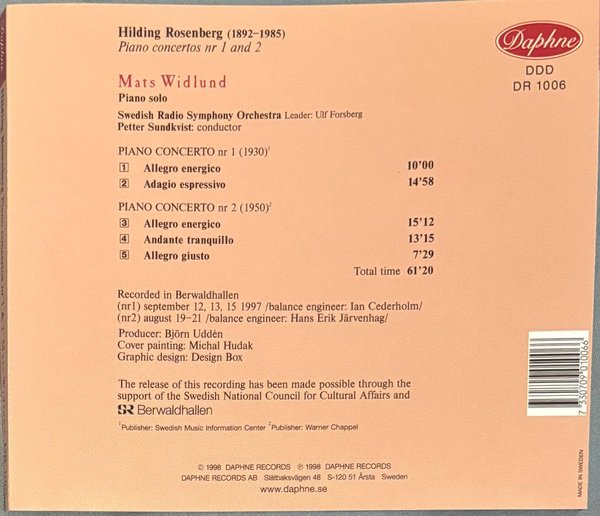 Hilding Rosenberg (1892–1985)
Piano concertos nr 1 and 2
Daphne
DDD
DR 1006
Mats Widlund
Piano solo
Swedish Radio Symphony Orchestra Leader: Ulf Forsberg
Petter Sundkvist: conductor
PIANO CONCERTO nr 1 (1930)¹
1 Allegro energico 10'00
2 Adagio espressivo 14'58
PIANO CONCERTO nr 2 (1950)²
3 Allegro energico 15'12
4 Andante tranquillo 13'15
5 Allegro giusto 7'29
Total time 61'20
Recorded in Berwaldhallen
(nr1) september 12, 13, 15 1997 /balance engineer: Ian Cederholm/
(nr2) august 19–21 /balance engineer: Hans Erik Järvenhag/
Producer: Björn Uddén
Cover painting: Michal Hudak
Graphic design: Design Box
The release of this recording has been made possible through the
support of the Swedish National Council for Cultural Affairs and
SR Berwaldhallen
¹Publisher: Swedish Music Information Center ²Publisher: Warner Chappel
© 1998 DAPHNE RECORDS ℗ 1998 DAPHNE RECORDS
DAPHNE RECORDS AB Slätbaksvägen 48 S-120 51 Årsta Sweden
www.daphne.se
7 330709 010066
MADE IN SWEDEN